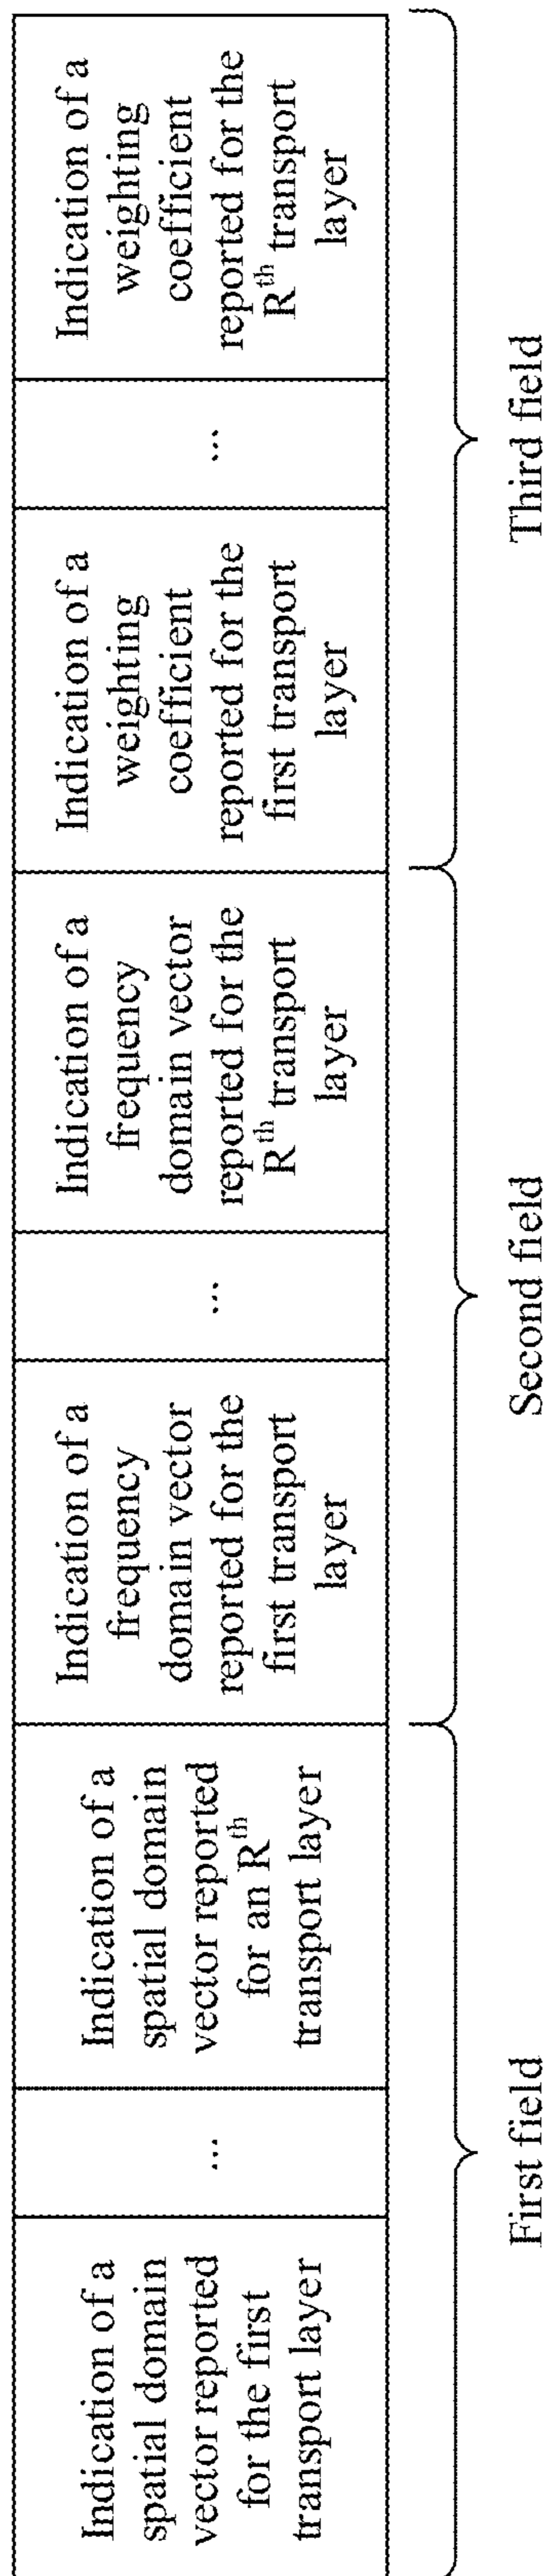 Indication of a
spatial domain
vector reported
for the first
transport layer
...
Indication of a
spatial domain
vector reported
for an Rth
transport layer
Indication of a
frequency
domain vector
reported for the
first transport
layer
...
Indication of a
frequency
domain vector
reported for the
Rth transport
layer
Indication of a
weighting
coefficient
reported for the
first transport
layer
...
Indication of a
weighting
coefficient
reported for the
Rth transport
layer
First field
Second field
Third field